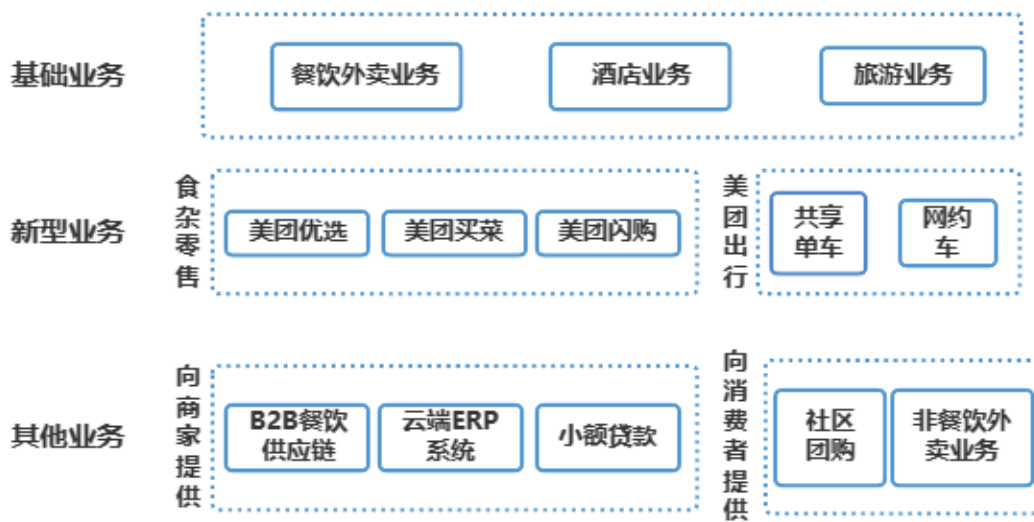 基础业务
餐饮外卖业务
酒店业务
旅游业务
新型业务
食杂零售
美团优选
美团买菜
美团闪购
美团出行
共享
单车
网约
车
其他业务
向商家提供
B2B餐饮
供应链
云端ERP
系统
小额贷款
向消费者提供
社区
团购
非餐饮外
卖业务